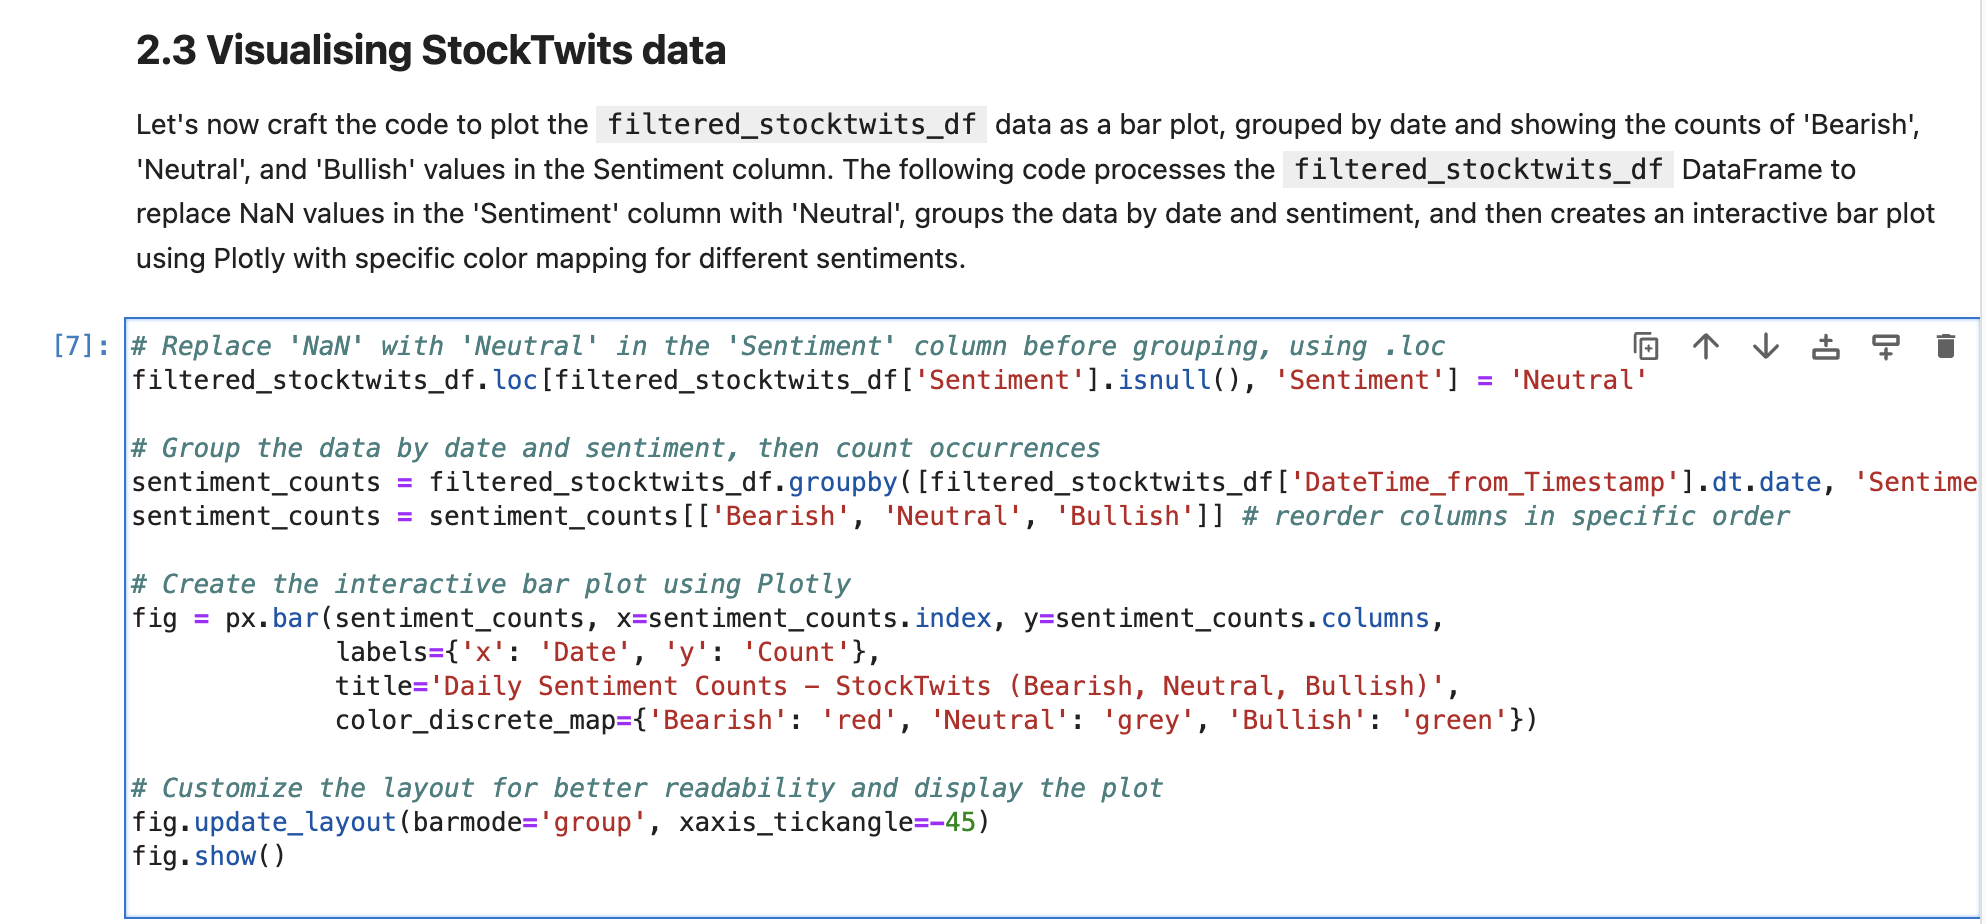 2.3 Visualising StockTwits data
Let's now craft the code to plot the filtered_stocktwits_df data as a bar plot, grouped by date and showing the counts of 'Bearish',
'Neutral', and 'Bullish' values in the Sentiment column. The following code processes the filtered_stocktwits_df DataFrame to
replace NaN values in the 'Sentiment' column with 'Neutral', groups the data by date and sentiment, and then creates an interactive bar plot
using Plotly with specific color mapping for different sentiments.
[7]: # Replace 'NaN' with 'Neutral' in the 'Sentiment' column before grouping, using .loc
filtered_stocktwits_df.loc[filtered_stocktwits_df['Sentiment'].isnull(), 'Sentiment'] = 'Neutral'
# Group the data by date and sentiment, then count occurrences
sentiment_counts = filtered_stocktwits_df.groupby([filtered_stocktwits_df['DateTime_from_Timestamp'].dt.date, 'Sentime
sentiment_counts = sentiment_counts[['Bearish', 'Neutral', 'Bullish']] # reorder columns in specific order
# Create the interactive bar plot using Plotly
fig = px.bar(sentiment_counts, x=sentiment_counts.index, y=sentiment_counts.columns,
labels={'x': 'Date', 'y': 'Count'},
title='Daily Sentiment Counts – StockTwits (Bearish, Neutral, Bullish)',
color_discrete_map={'Bearish': 'red', 'Neutral': 'grey', 'Bullish': 'green'})
# Customize the layout for better readability and display the plot
fig.update_layout(barmode='group', xaxis_tickangle=-45)
fig.show()